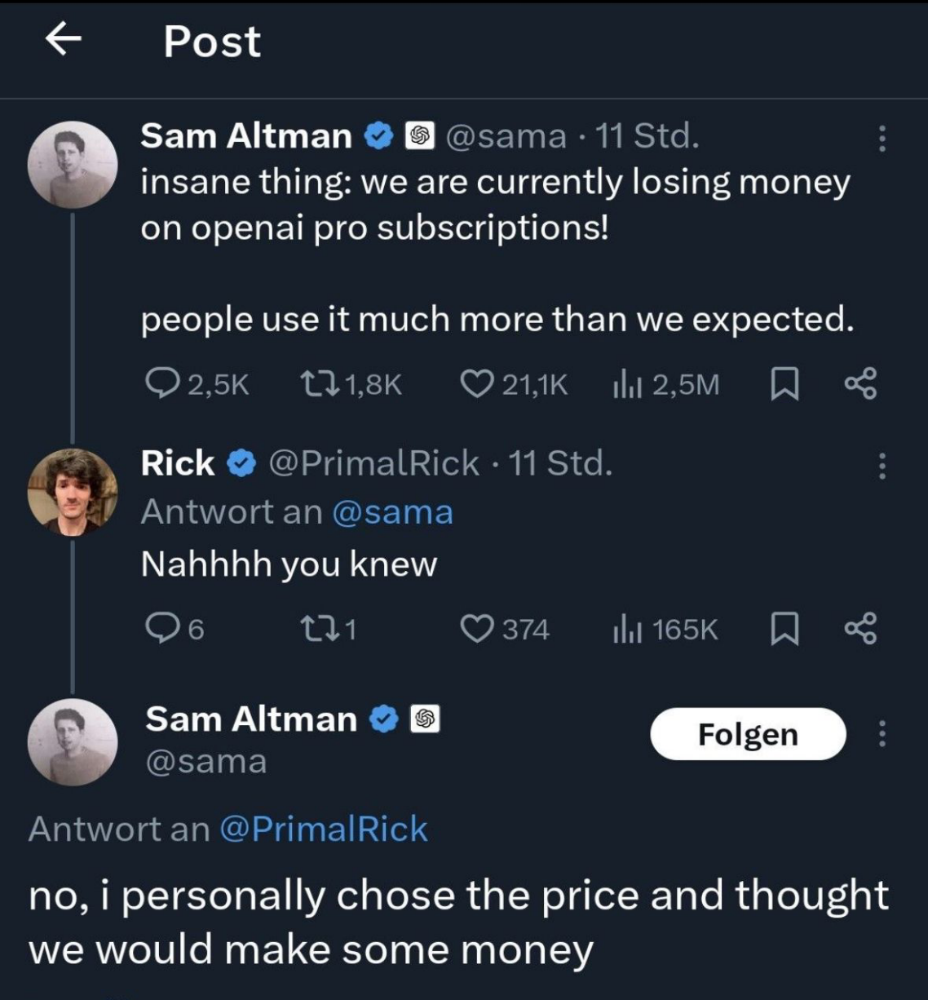 Post
Sam Altman @sama · 11 Std.
insane thing: we are currently losing money
on openai pro subscriptions!
people use it much more than we expected.
2,5K 1,8K 21,1K 2,5M
Rick @PrimalRick · 11 Std.
Antwort an @sama
Nahhhh you knew
6 1 374 165K
Sam Altman
Folgen
@sama
Antwort an @PrimalRick
no, i personally chose the price and thought
we would make some money